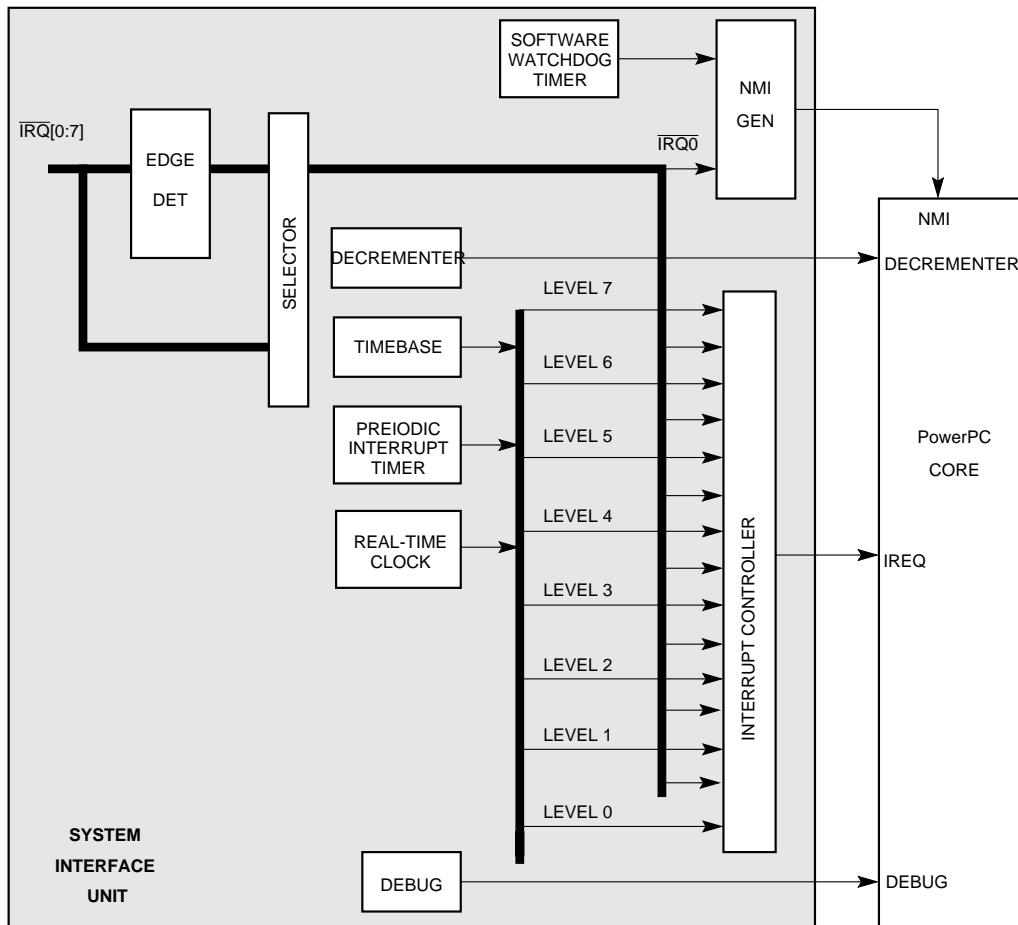 SOFTWARE
WATCHDOG
TIMER
NMI
GEN
IRQ[0:7]
EDGE
DET
IRQ0
SELECTOR
NMI
DECREMENTER
DECREMENTER
LEVEL 7
TIMEBASE
LEVEL 6
PREIODIC
INTERRUPT
TIMER
LEVEL 5
PowerPC
CORE
LEVEL 4
REAL-TIME
CLOCK
INTERRUPT CONTROLLER
IREQ
LEVEL 3
LEVEL 2
LEVEL 1
LEVEL 0
SYSTEM
INTERFACE
UNIT
DEBUG
DEBUG